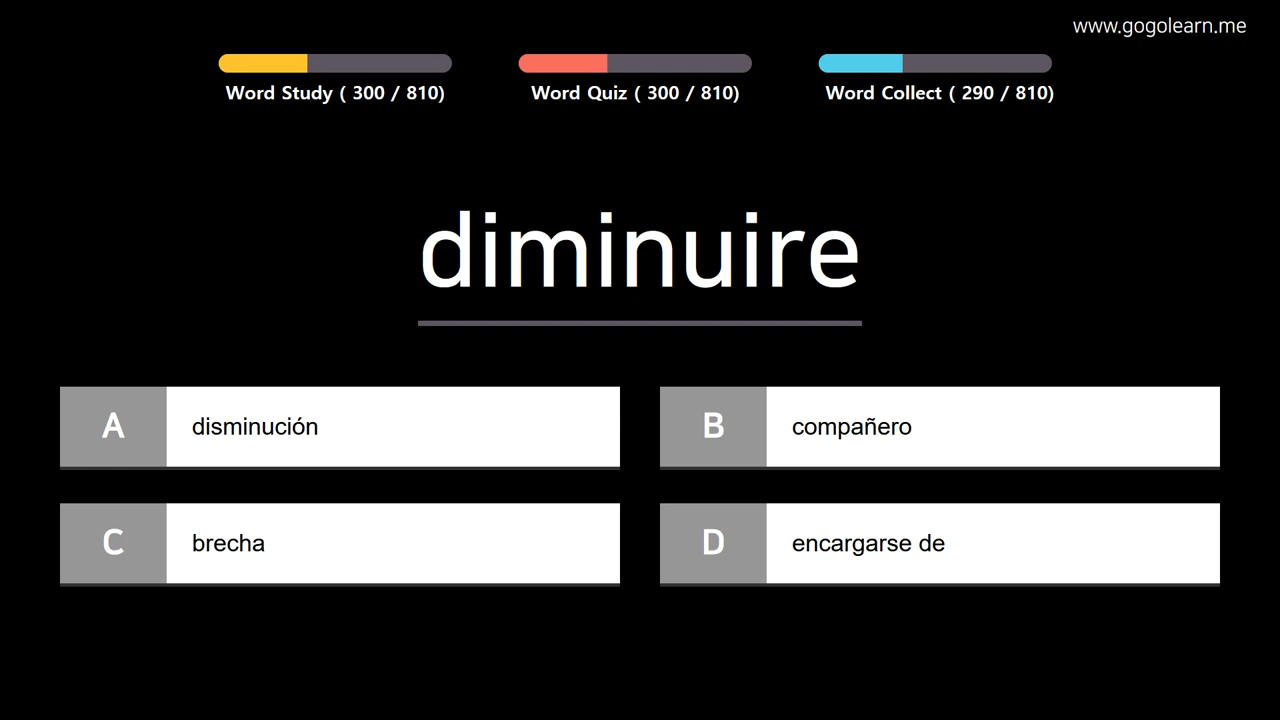 www.gogolearn.me
Word Study ( 300 / 810)
Word Quiz ( 300 / 810)
Word Collect ( 290 / 810)
diminuire
A disminución
B compañero
C brecha
D encargarse de